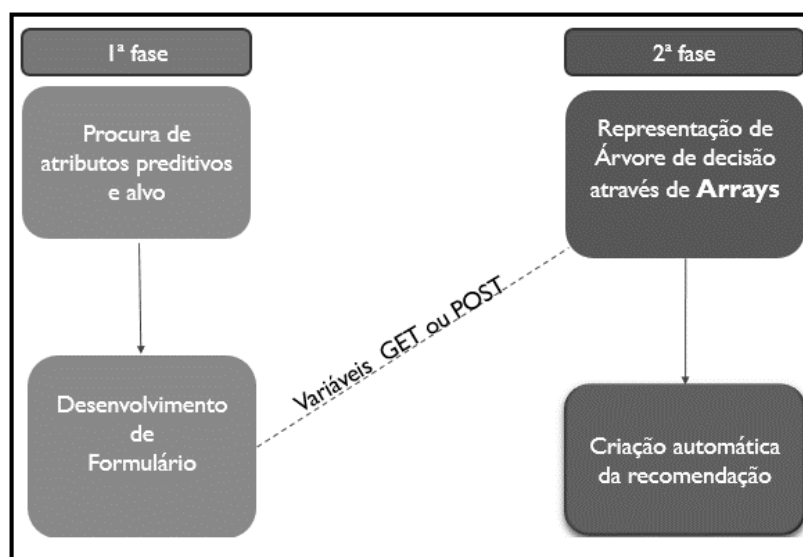 1ª fase
Procura de
atributos preditivos
e alvo
Desenvolvimento
de
Formulário
Variáveis GET ou POST
2ª fase
Representação de
Árvore de decisão
através de Arrays
Criação automática
da recomendação